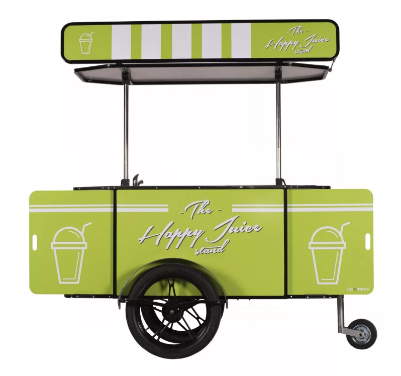 The
Happy Juice
stand
- The -
Happy Juice
stand